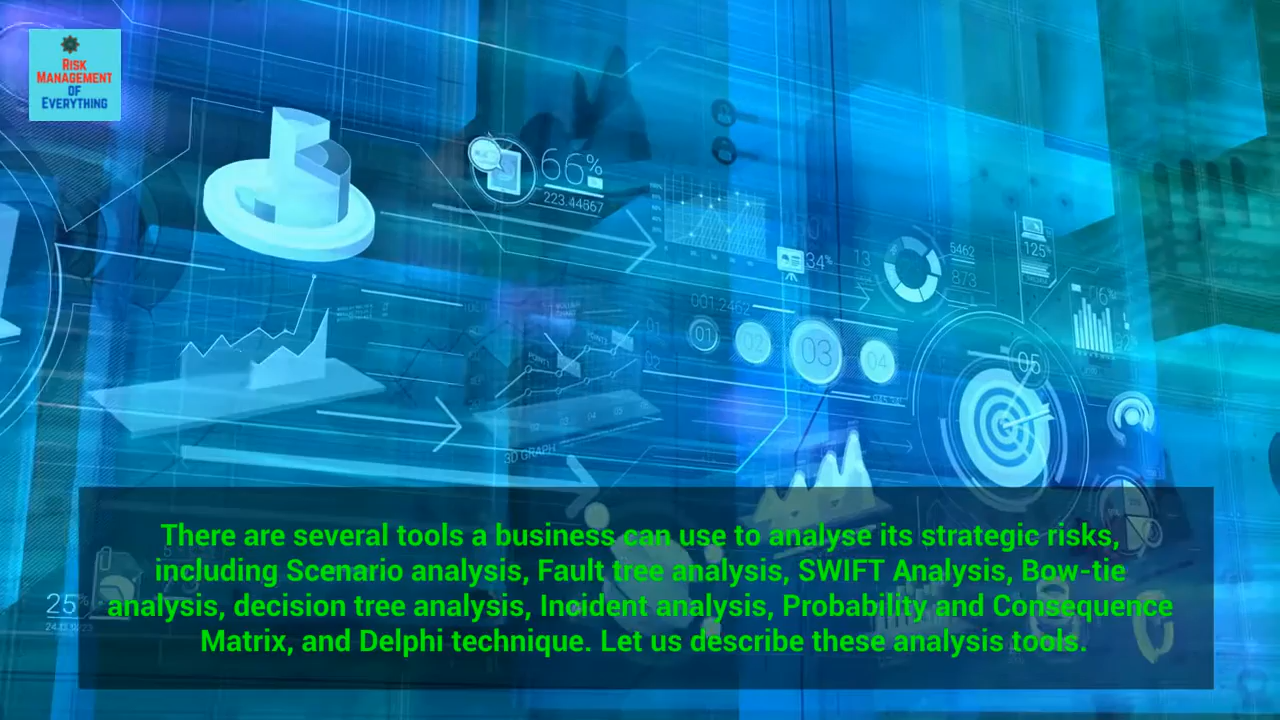 RISK
MANAGEMENT
OF
EVERYTHING
66%
223.44867
34%
13
5462
873
125%
001.2462
01
02
03
04
05
POINT1
3D GRAPH
25%
There are several tools a business can use to analyse its strategic risks,
including Scenario analysis, Fault tree analysis, SWIFT Analysis, Bow-tie
analysis, decision tree analysis, Incident analysis, Probability and Consequence
Matrix, and Delphi technique. Let us describe these analysis tools.